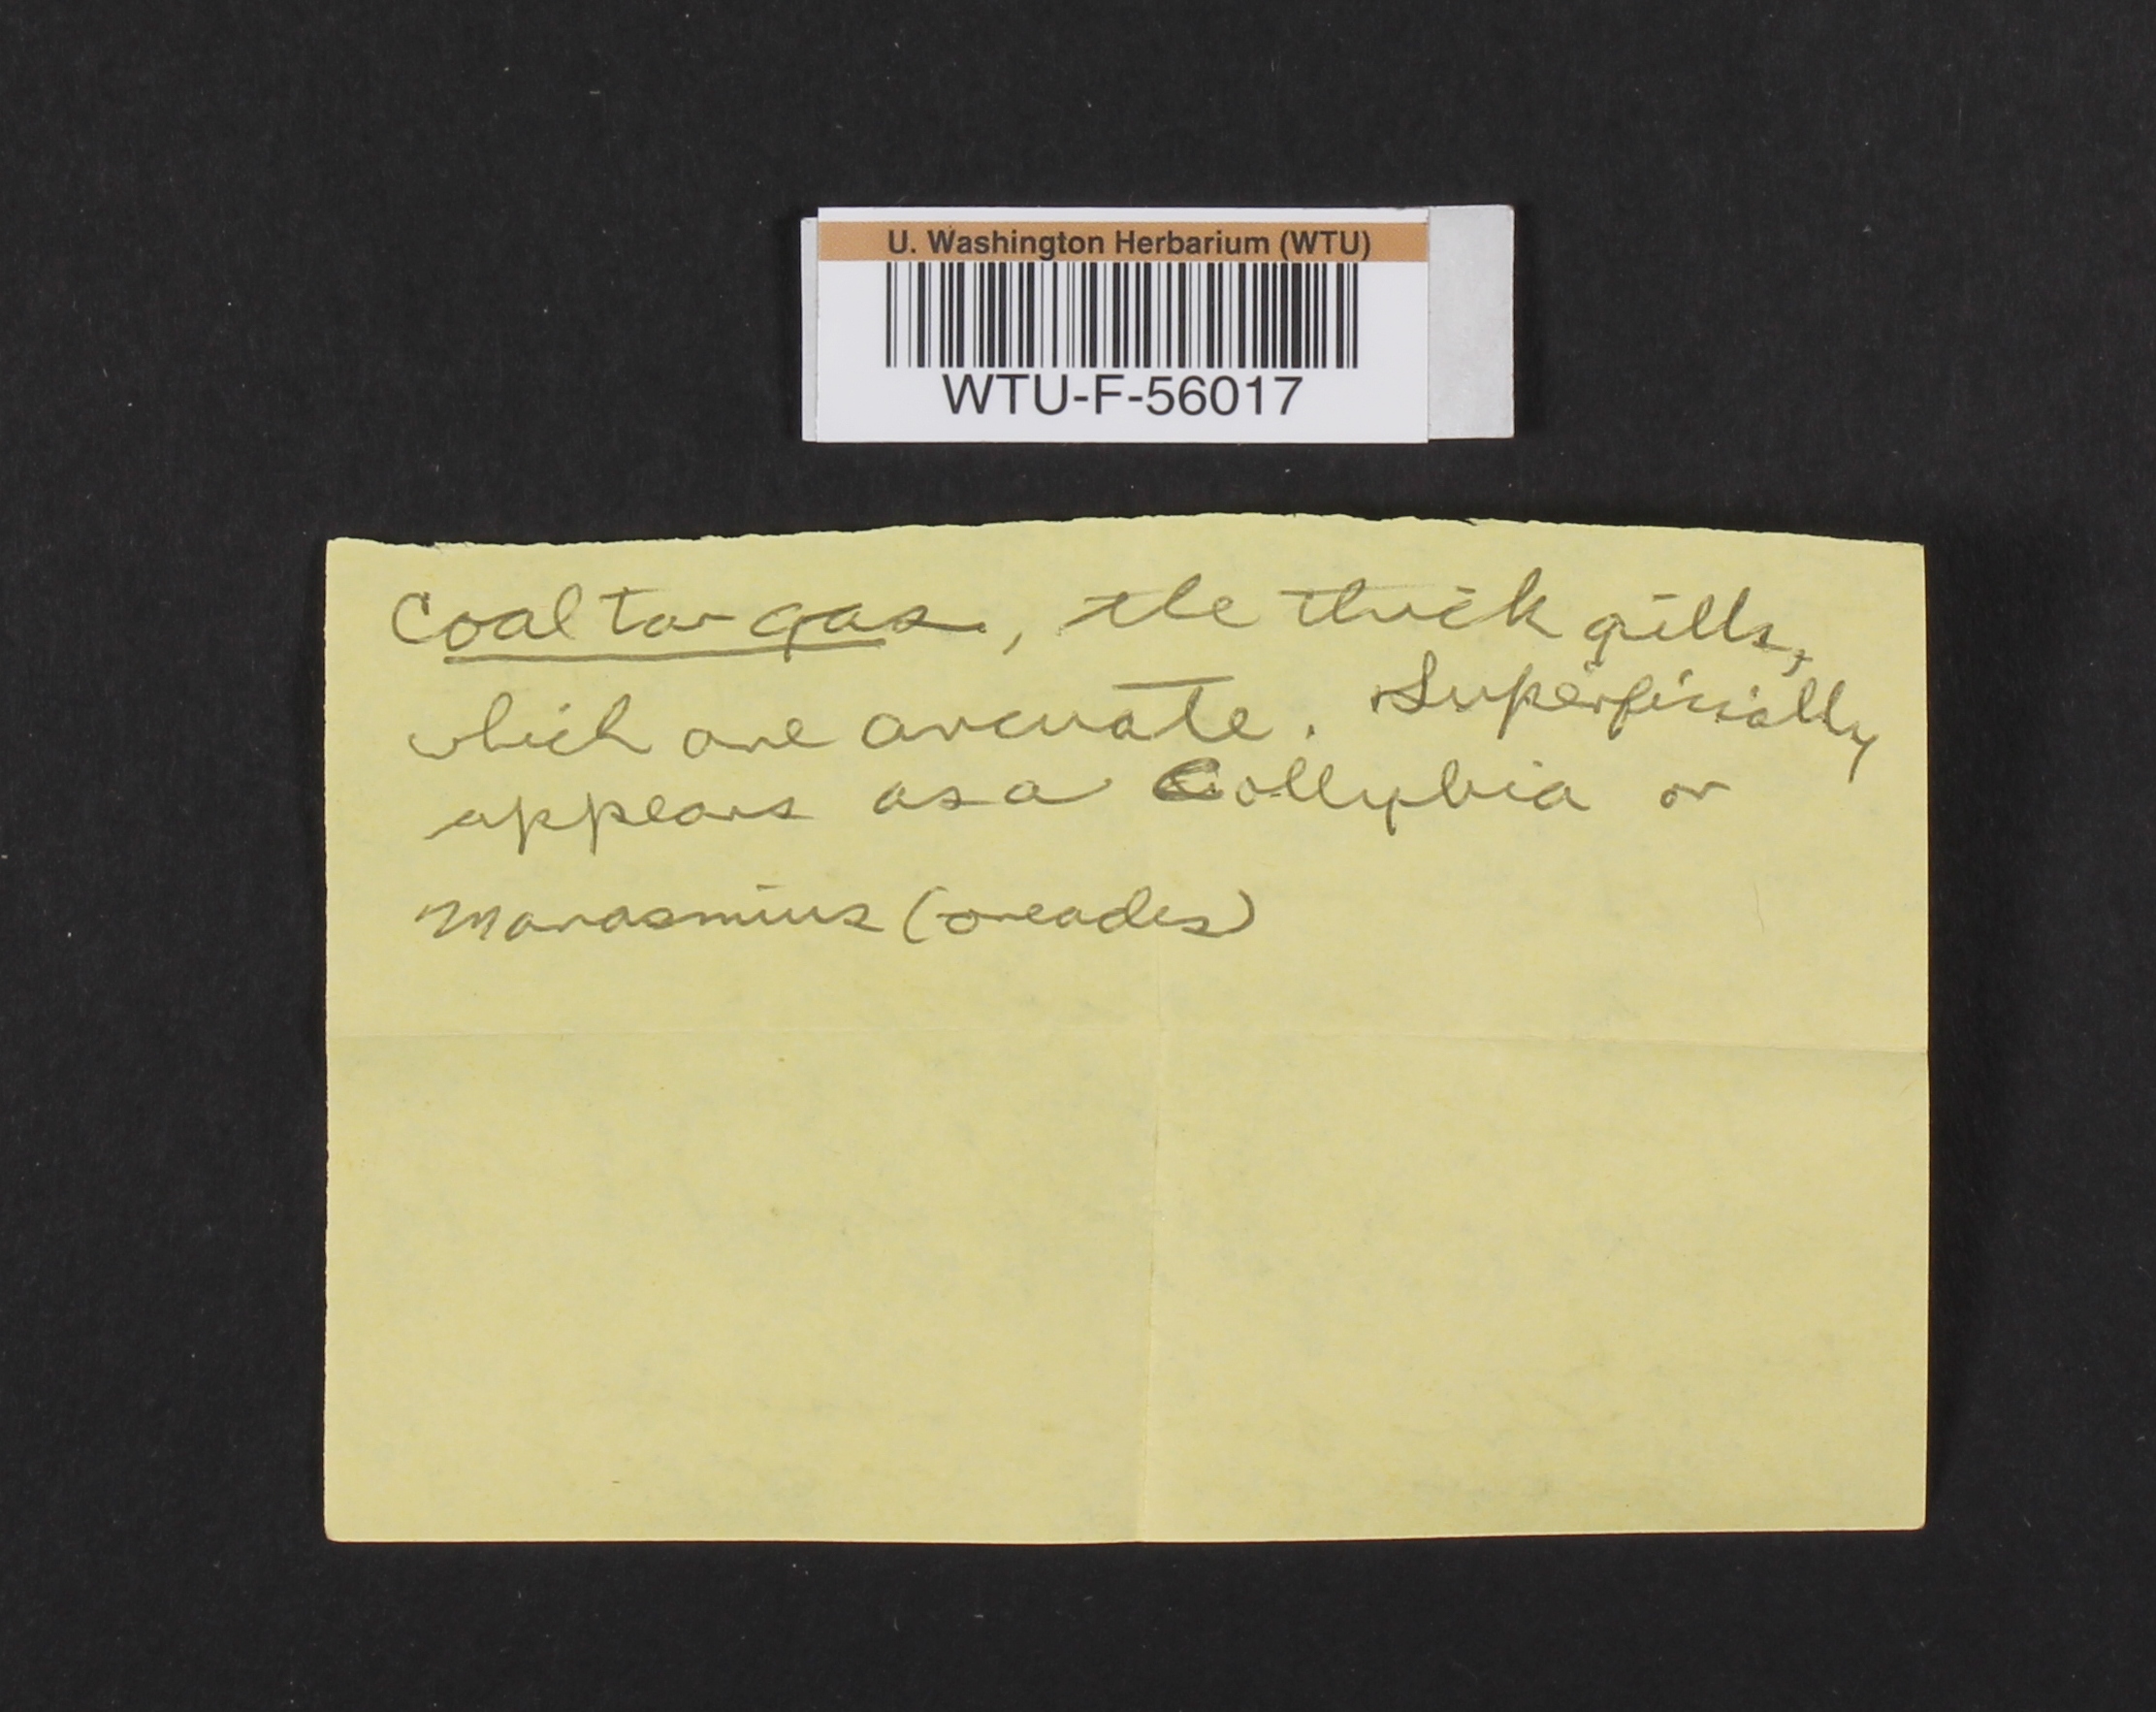 U. Washington Herbarium (WTU)
WTU-F-56017
Coal tar gas, the thick gills,
which are arcuate. Superficially
appears as a Collybia or
Marasmius (oreades)